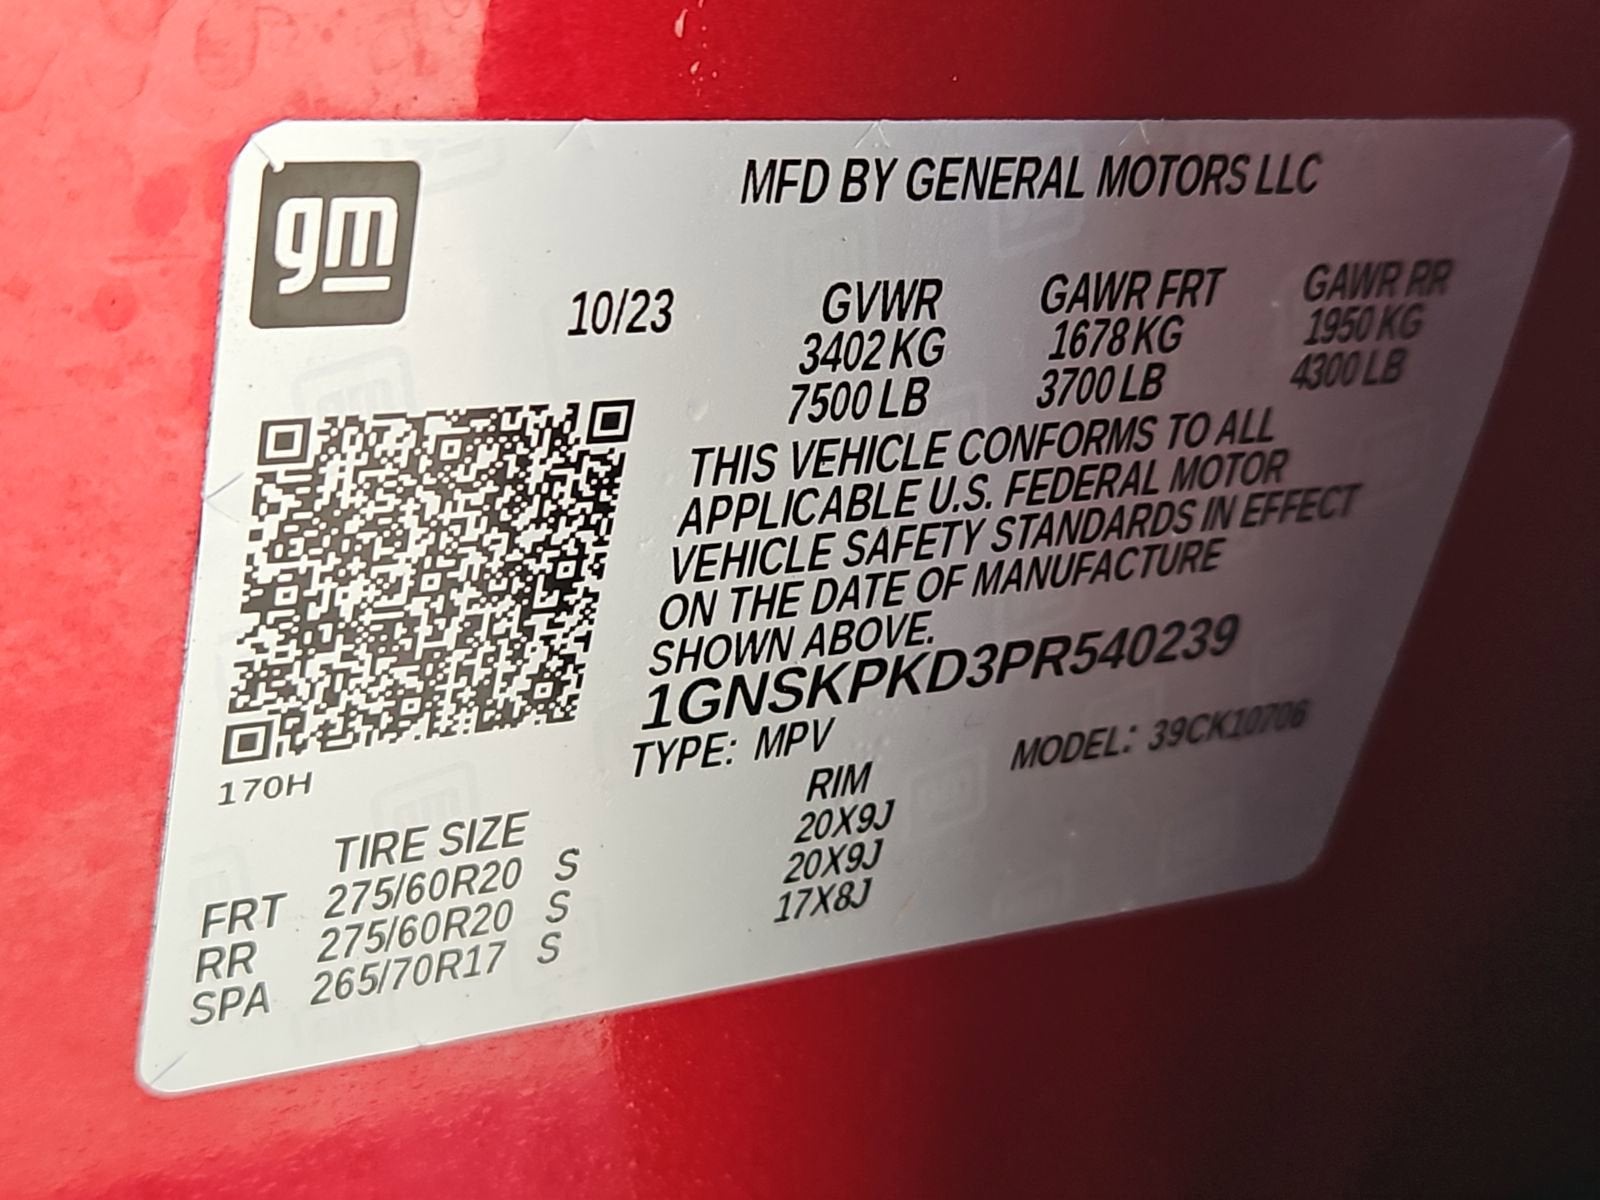 gm
MFD BY GENERAL MOTORS LLC
10/23 GVWR GAWR FRT GAWR RR
3402 KG 1678 KG 1950 KG
7500 LB 3700 LB 4300 LB
THIS VEHICLE CONFORMS TO ALL
APPLICABLE U.S. FEDERAL MOTOR
VEHICLE SAFETY STANDARDS IN EFFECT
ON THE DATE OF MANUFACTURE
SHOWN ABOVE.
1GNSKPKD3PR540239
TYPE: MPV MODEL: 39CK10706
170H
TIRE SIZE RIM
FRT 275/60R20 S 20X9J
RR 275/60R20 S 20X9J
SPA 265/70R17 S 17X8J